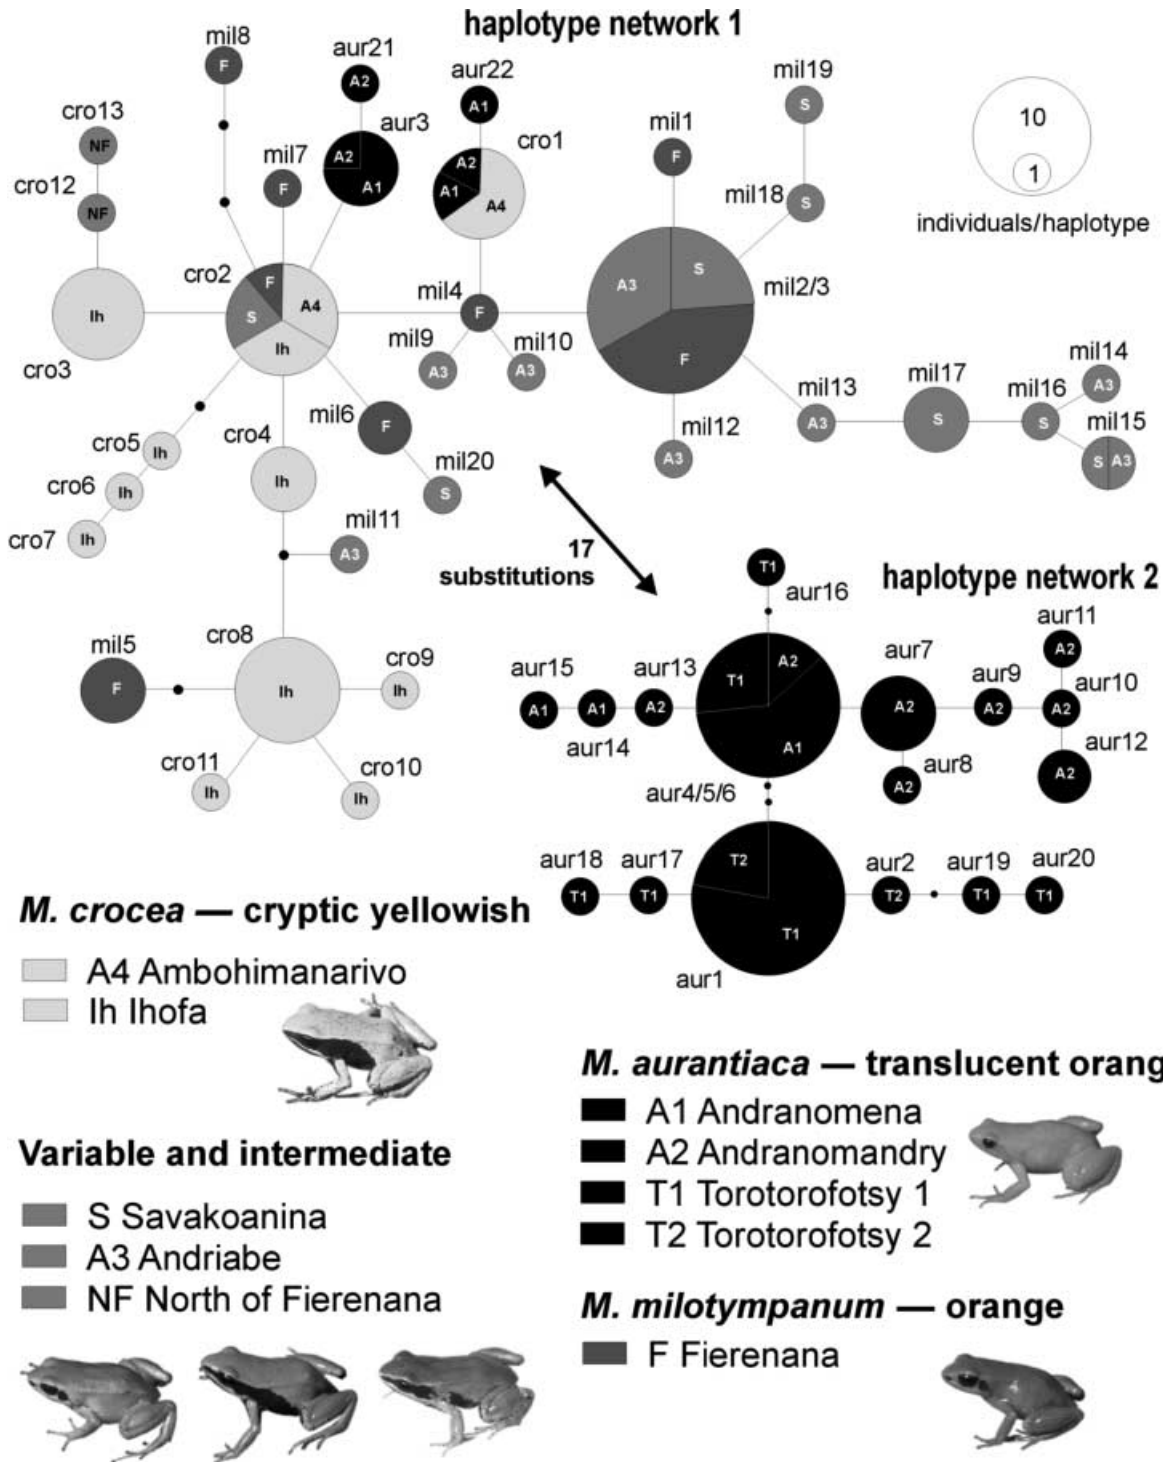 haplotype network 1
mil8
F
aur21
A2
aur22
A1
mil19
S
10
1
individuals/haplotype
cro13
NF
aur3
A2
A1
cro1
A2
A1
A4
mil1
F
cro12
NF
mil7
F
mil18
S
cro2
F
A4
S
Ih
mil4
F
A3
S
F
mil2/3
Ih
cro3
mil9
A3
mil10
A3
mil13
A3
mil17
S
mil16
S
mil14
A3
mil15
S A3
mil6
F
mil12
A3
cro5
Ih
cro4
Ih
cro6
Ih
mil20
S
cro7
Ih
mil11
A3
17
substitutions
haplotype network 2
T1
aur16
cro8
Ih
mil5
F
cro9
Ih
cro11
Ih
cro10
Ih
aur15
A1
aur14
A1
aur13
A2
T1
A2
A1
aur4/5/6
aur7
A2
aur8
A2
aur9
A2
aur11
A2
aur10
A2
aur12
A2
aur18
T1
aur17
T1
T2
T1
aur1
aur2
T2
aur19
T1
aur20
T1
M. crocea — cryptic yellowish
A4 Ambohimanarivo
Ih Ihofa
Variable and intermediate
S Savakoanina
A3 Andriabe
NF North of Fierenana
M. aurantiaca — translucent orang
A1 Andranomena
A2 Andranomandry
T1 Torotorofotsy 1
T2 Torotorofotsy 2
M. milotympanum — orange
F Fierenana